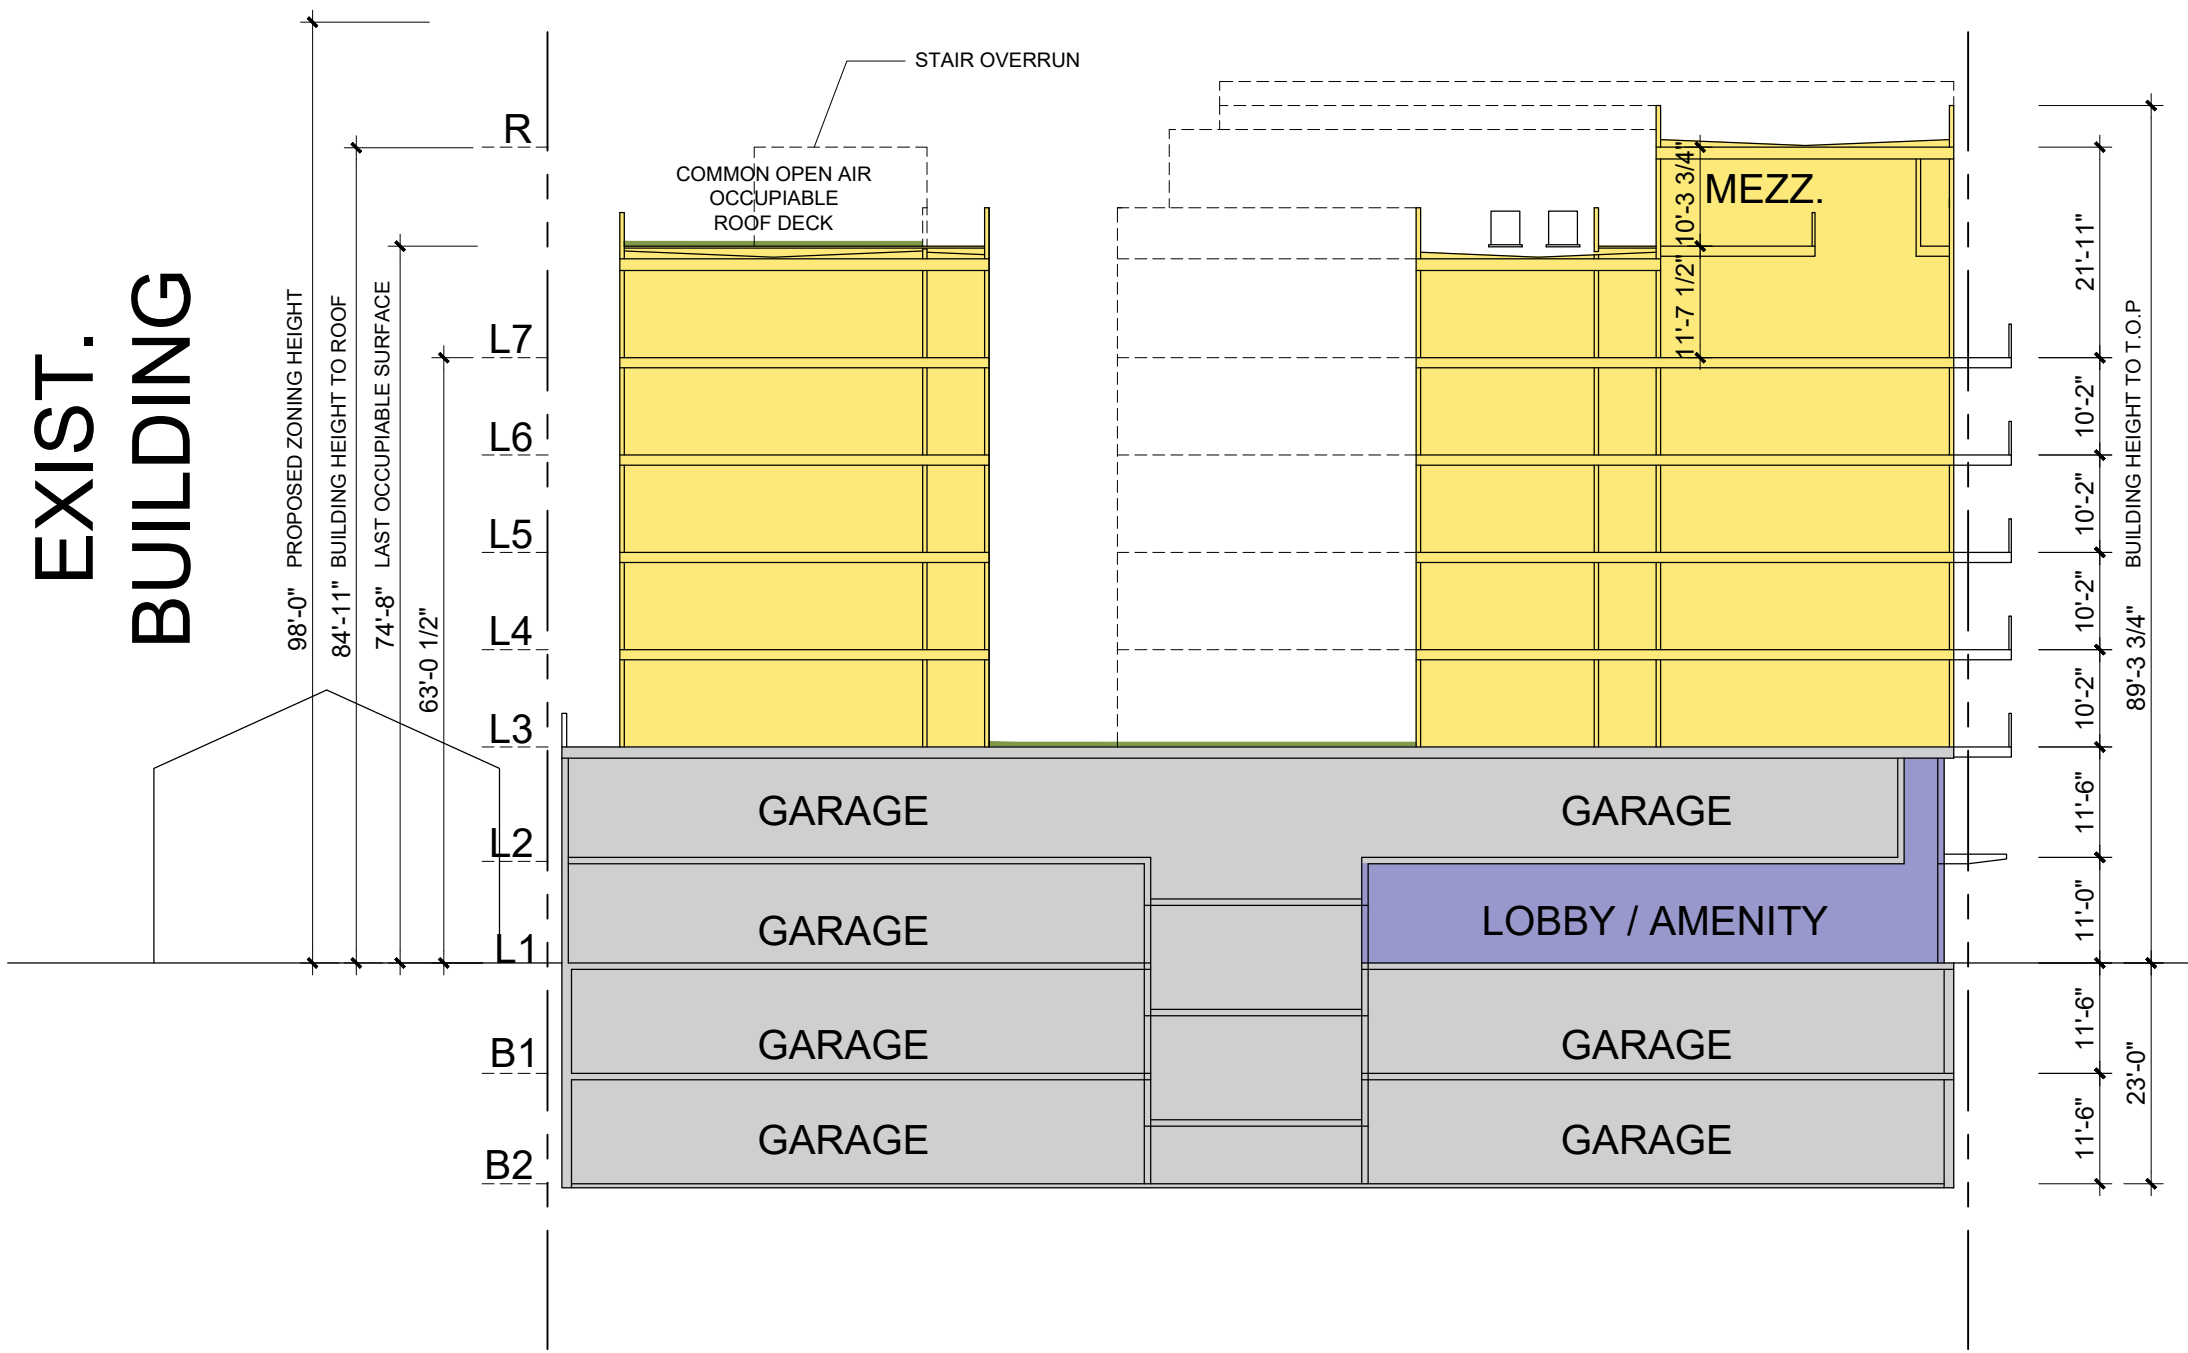 STAIR OVERRUN
R
COMMON OPEN AIR
OCCUPIABLE
ROOF DECK
MEZZ.
10'-3 3/4"
11'-7 1/2"
EXIST.
BUILDING
98'-0" PROPOSED ZONING HEIGHT
84'-11" BUILDING HEIGHT TO ROOF
74'-8" LAST OCCUPIABLE SURFACE
63'-0 1/2"
L7
L6
L5
L4
L3
L2
L1
B1
B2
GARAGE
GARAGE
GARAGE
LOBBY / AMENITY
GARAGE
GARAGE
GARAGE
GARAGE
21'-11"
10'-2"
10'-2"
10'-2"
10'-2"
11'-6"
11'-0"
11'-6"
11'-6"
89'-3 3/4" BUILDING HEIGHT TO T.O.P
23'-0"